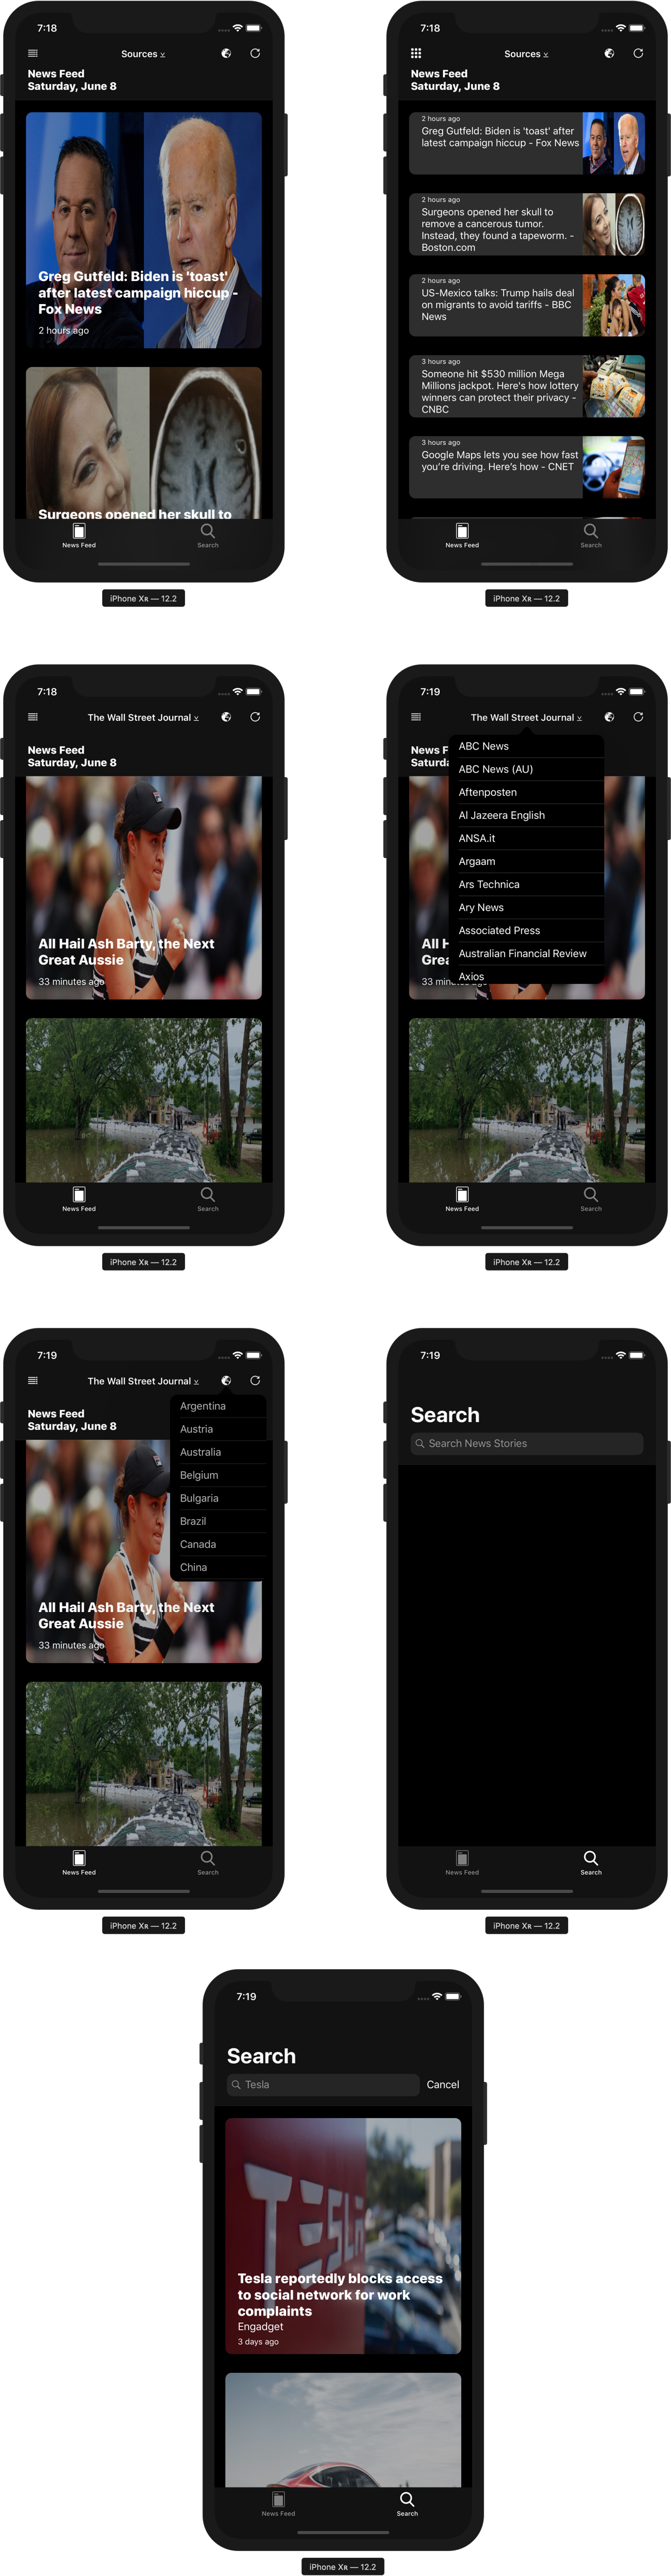 7:18
Sources
News Feed
Saturday, June 8
Greg Gutfeld: Biden is 'toast'
after latest campaign hiccup -
Fox News
2 hours ago
Surgeons opened her skull to
News Feed
Search
iPhone Xʀ — 12.2
7:18
Sources
News Feed
Saturday, June 8
2 hours ago
Greg Gutfeld: Biden is 'toast' after
latest campaign hiccup - Fox News
2 hours ago
Surgeons opened her skull to
remove a cancerous tumor.
Instead, they found a tapeworm. -
Boston.com
2 hours ago
US-Mexico talks: Trump hails deal
on migrants to avoid tariffs - BBC
News
3 hours ago
Someone hit $530 million Mega
Millions jackpot. Here's how lottery
winners can protect their privacy -
CNBC
3 hours ago
Google Maps lets you see how fast
you're driving. Here's how - CNET
News Feed
Search
iPhone Xʀ — 12.2
7:18
The Wall Street Journal
News Feed
Saturday, June 8
All Hail Ash Barty, the Next
Great Aussie
33 minutes ago
News Feed
Search
iPhone Xʀ — 12.2
7:19
The Wall Street Journal
News F
Saturda
ABC News
ABC News (AU)
Aftenposten
Al Jazeera English
ANSA.it
Argaam
Ars Technica
Ary News
Associated Press
Australian Financial Review
Axios
All H
Grea
33 minutes ago
News Feed
Search
iPhone Xʀ — 12.2
7:19
The Wall Street Journal
News Feed
Saturday, June 8
Argentina
Austria
Australia
Belgium
Bulgaria
Brazil
Canada
China
All Hail Ash Barty, the Next
Great Aussie
33 minutes ago
News Feed
Search
iPhone Xʀ — 12.2
7:19
Search
Search News Stories
News Feed
Search
iPhone Xʀ — 12.2
7:19
Search
Tesla
Cancel
TESLA
Tesla reportedly blocks access
to social network for work
complaints
Engadget
3 days ago
News Feed
Search
iPhone Xʀ — 12.2